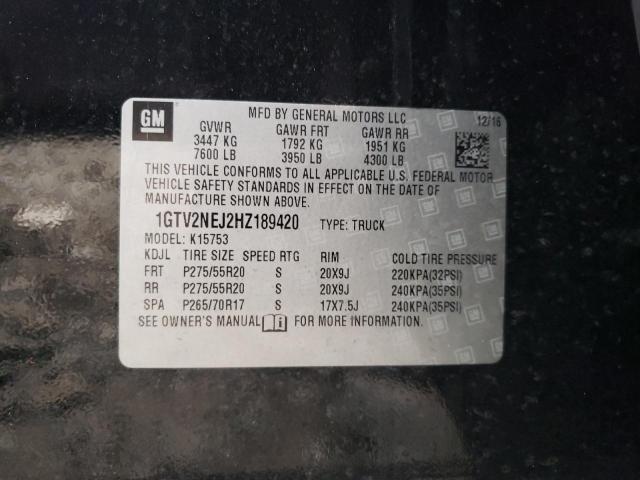 GM
MFD BY GENERAL MOTORS LLC
12/16
GVWR GAWR FRT GAWR RR
3447 KG 1792 KG 1951 KG
7600 LB 3950 LB 4300 LB
THIS VEHICLE CONFORMS TO ALL APPLICABLE U.S. FEDERAL MOTOR
VEHICLE SAFETY STANDARDS IN EFFECT ON THE DATE OF
MANUFACTURE SHOWN ABOVE.
1GTV2NEJ2HZ189420 TYPE: TRUCK
MODEL: K15753
KDJL TIRE SIZE SPEED RTG RIM COLD TIRE PRESSURE
FRT P275/55R20 S 20X9J 220KPA(32PSI)
RR P275/55R20 S 20X9J 240KPA(35PSI)
SPA P265/70R17 S 17X7.5J 240KPA(35PSI)
SEE OWNER'S MANUAL i FOR MORE INFORMATION.